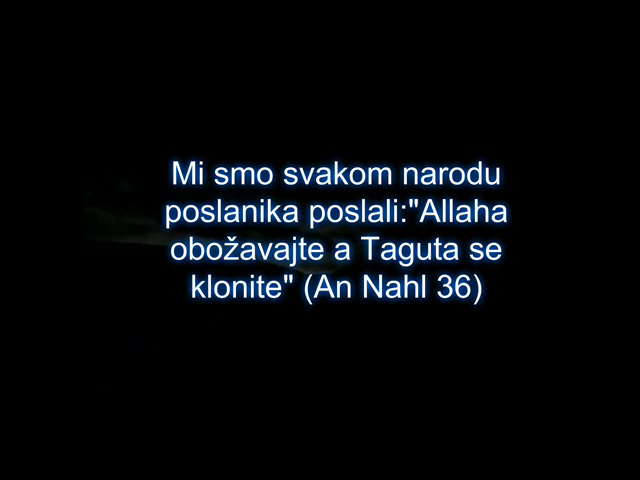 Mi smo svakom narodu
poslanika poslali:"Allaha
obožavajte a Taguta se
klonite" (An Nahl 36)